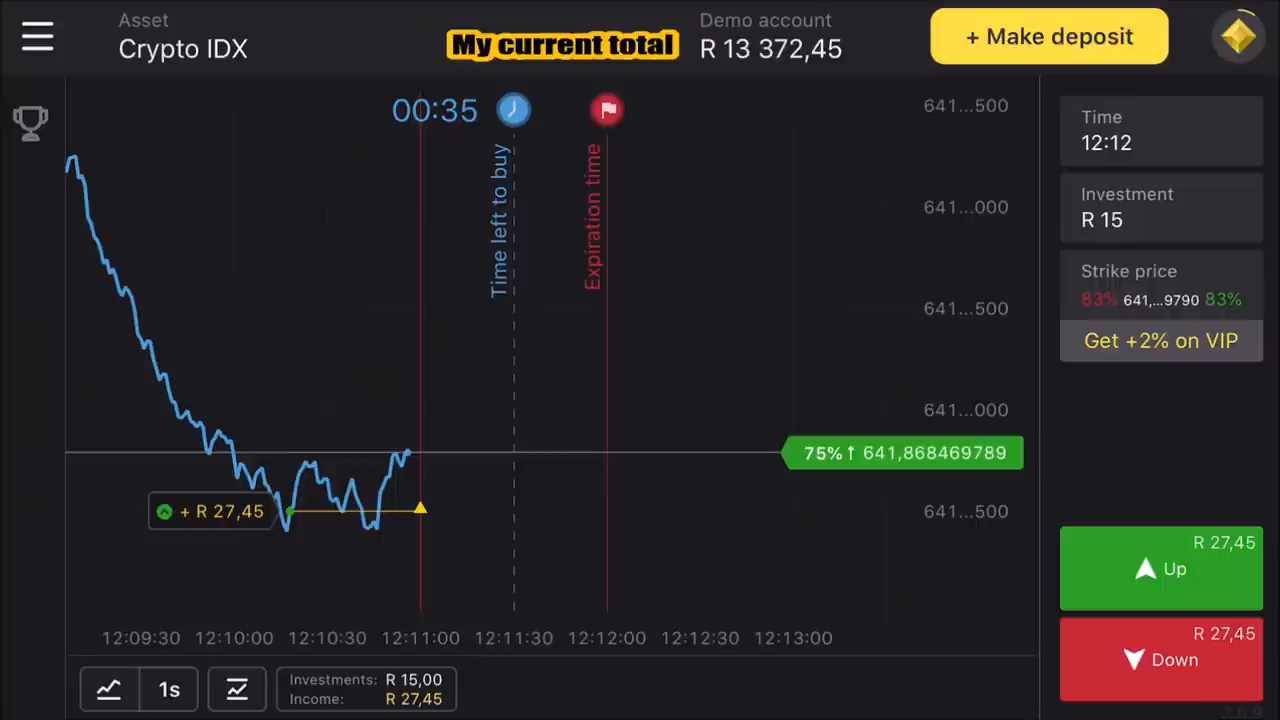 Asset
Crypto IDX
My current total
Demo account
R 13 372,45
+ Make deposit
00:35
Time left to buy
Expiration time
641...500
641...000
641...500
641...000
75%↑ 641,868469789
641...500
+ R 27,45
12:09:30 12:10:00 12:10:30 12:11:00 12:11:30 12:12:00 12:12:30 12:13:00
1s
Investments: R 15,00
Income: R 27,45
Time
12:12
Investment
R 15
Strike price
83% 641,...9790 83%
Get +2% on VIP
R 27,45
Up
R 27,45
Down
2.6.9